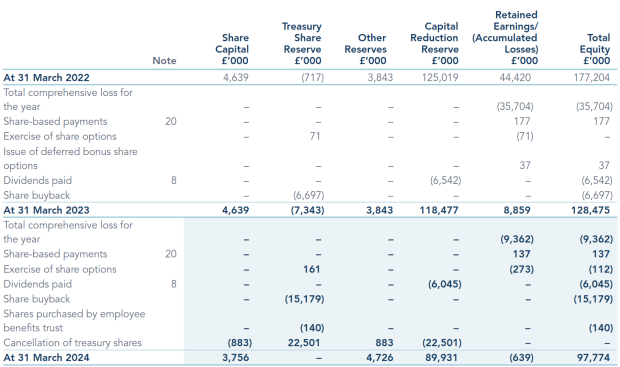 Note Share Capital £'000 Treasury Share Reserve £'000 Other Reserves £'000 Capital Reduction Reserve £'000 Retained Earnings/ (Accumulated Losses) £'000 Total Equity £'000
At 31 March 2022 4,639 (717) 3,843 125,019 44,420 177,204
Total comprehensive loss for
the year – – – – (35,704) (35,704)
Share-based payments 20 – – – – 177 177
Exercise of share options – 71 – – (71) –
Issue of deferred bonus share
options – – – – 37 37
Dividends paid 8 – – – (6,542) – (6,542)
Share buyback – (6,697) – – – (6,697)
At 31 March 2023 4,639 (7,343) 3,843 118,477 8,859 128,475
Total comprehensive loss for
the year – – – – (9,362) (9,362)
Share-based payments 20 – – – – 137 137
Exercise of share options – 161 – – (273) (112)
Dividends paid 8 – – – (6,045) – (6,045)
Share buyback – (15,179) – – – (15,179)
Shares purchased by employee
benefits trust – (140) – – – (140)
Cancellation of treasury shares (883) 22,501 883 (22,501) – –
At 31 March 2024 3,756 – 4,726 89,931 (639) 97,774